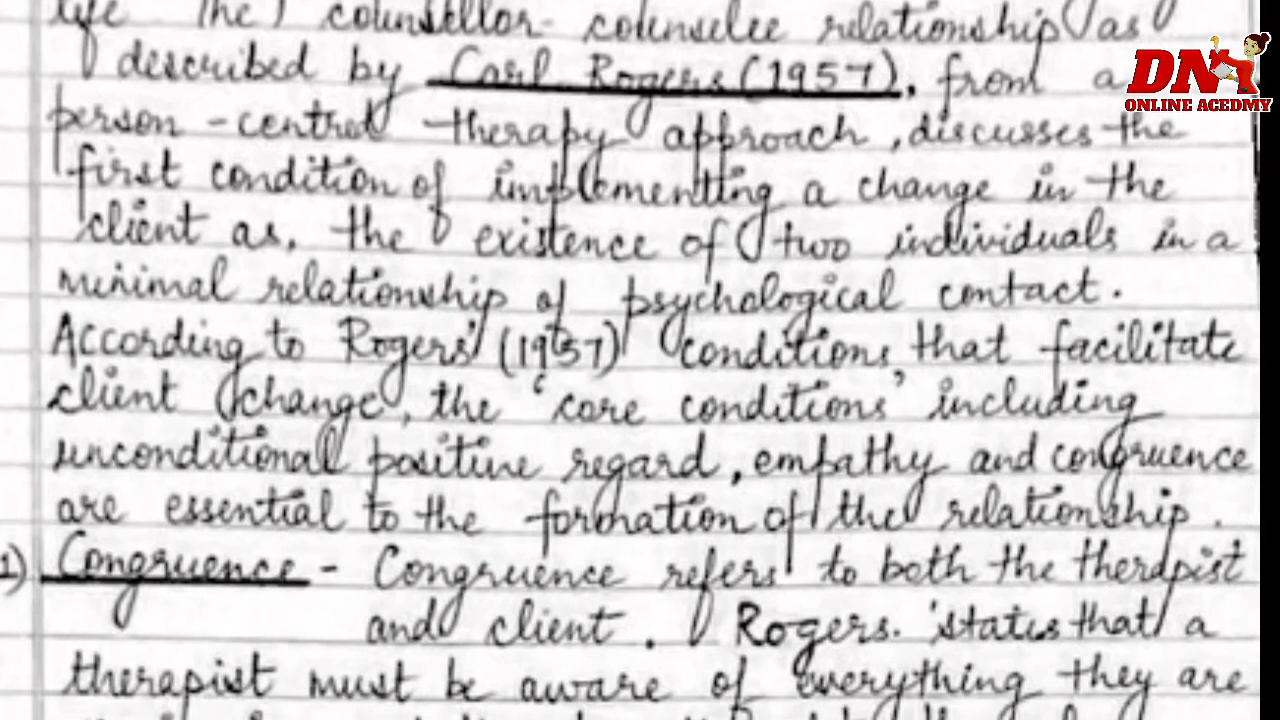 life The counsellor- counselee relationship as
described by Carl Rogers (1957), from a
person-centred therapy approach, discusses the
first condition of implementing a change in the
client as, the existence of two individuals in a
minimal relationship of psychological contact.
According to Rogers' (1957) conditions that facilitate
client change, the 'core conditions' including
unconditional positive regard, empathy and congruence
are essential to the formation of the relationship.
1) Congruence - Congruence refers to both the therapist
and client. Rogers. states that a
therapist must be aware of everything they are
DN
ONLINE ACEDMY